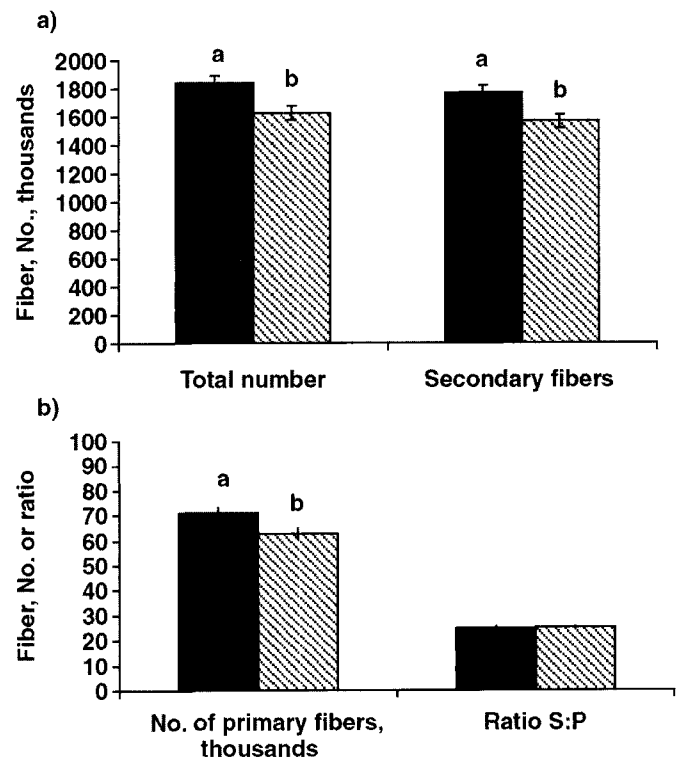 a)
Fiber, No., thousands
2000
1800
1600
1400
1200
1000
800
600
400
200
0
a
b
a
b
Total number
Secondary fibers
b)
Fiber, No. or ratio
100
90
80
70
60
50
40
30
20
10
0
a
b
No. of primary fibers,
thousands
Ratio S:P